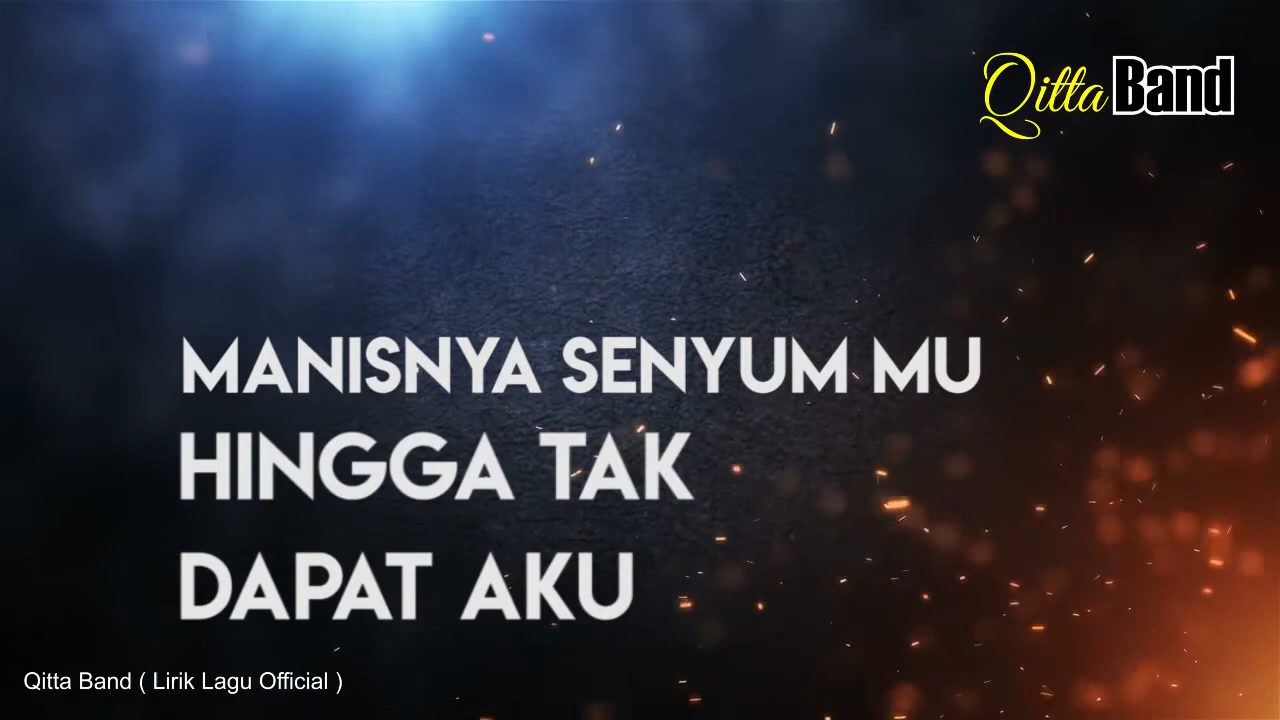 Qitta Band
MANISNYA SENYUM MU
HINGGA TAK
DAPAT AKU
Qitta Band ( Lirik Lagu Official )